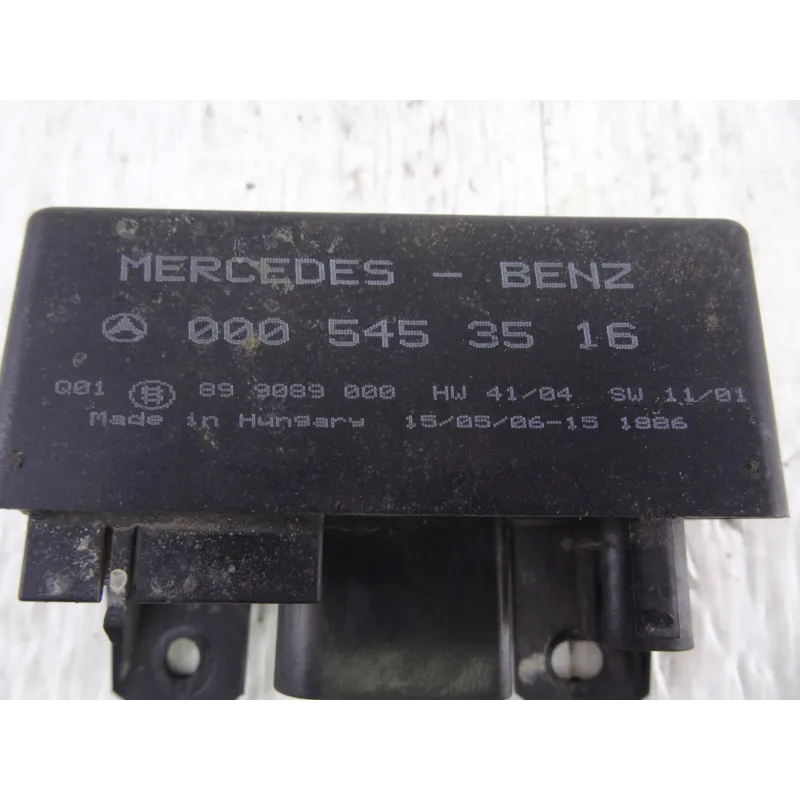 MERCEDES - BENZ
000 545 35 16
Q01 89 9089 000 HW 41/04 SW 11/01
Made in Hungary 15/05/06-15 1886